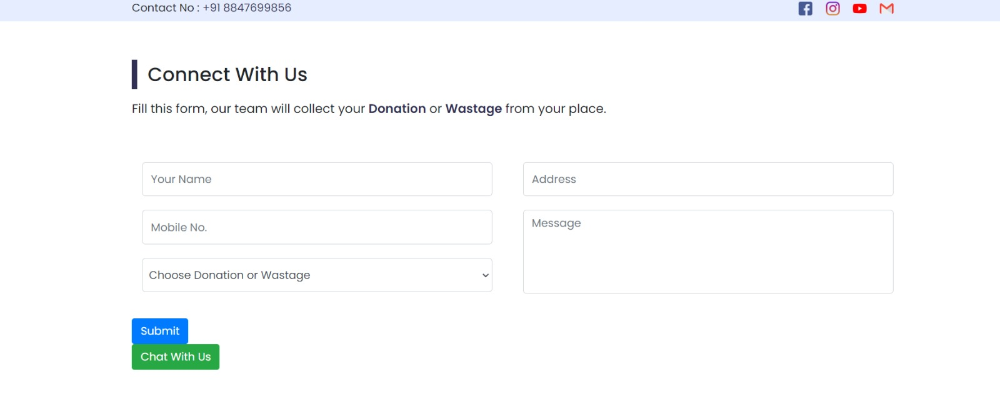 Contact No : +91 8847699856
Connect With Us
Fill this form, our team will collect your Donation or Wastage from your place.
Your Name
Address
Mobile No.
Message
Choose Donation or Wastage
Submit
Chat With Us